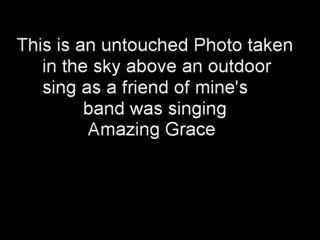 This is an untouched Photo taken
in the sky above an outdoor
sing as a friend of mine's
band was singing
Amazing Grace